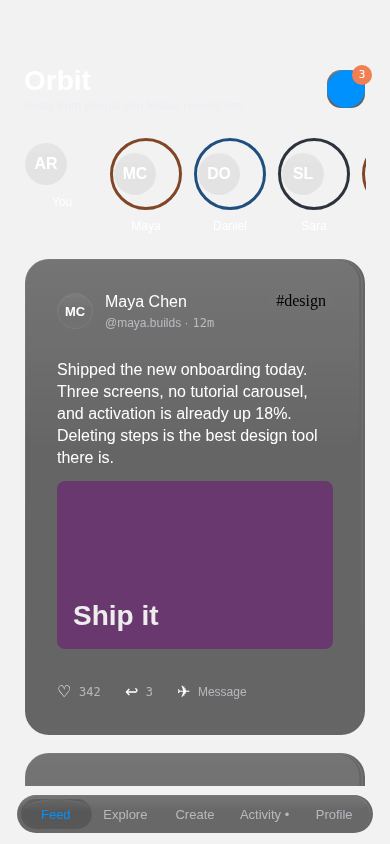 Orbit
3
AR
MC
DO
SL
You
Maya
Daniel
Sara
MC
Maya Chen
#design
@maya.builds · 12m
Shipped the new onboarding today.
Three screens, no tutorial carousel,
and activation is already up 18%.
Deleting steps is the best design tool
there is.
Ship it
♡ 342
↩ 3
✈ Message
Feed
Explore
Create
Activity •
Profile